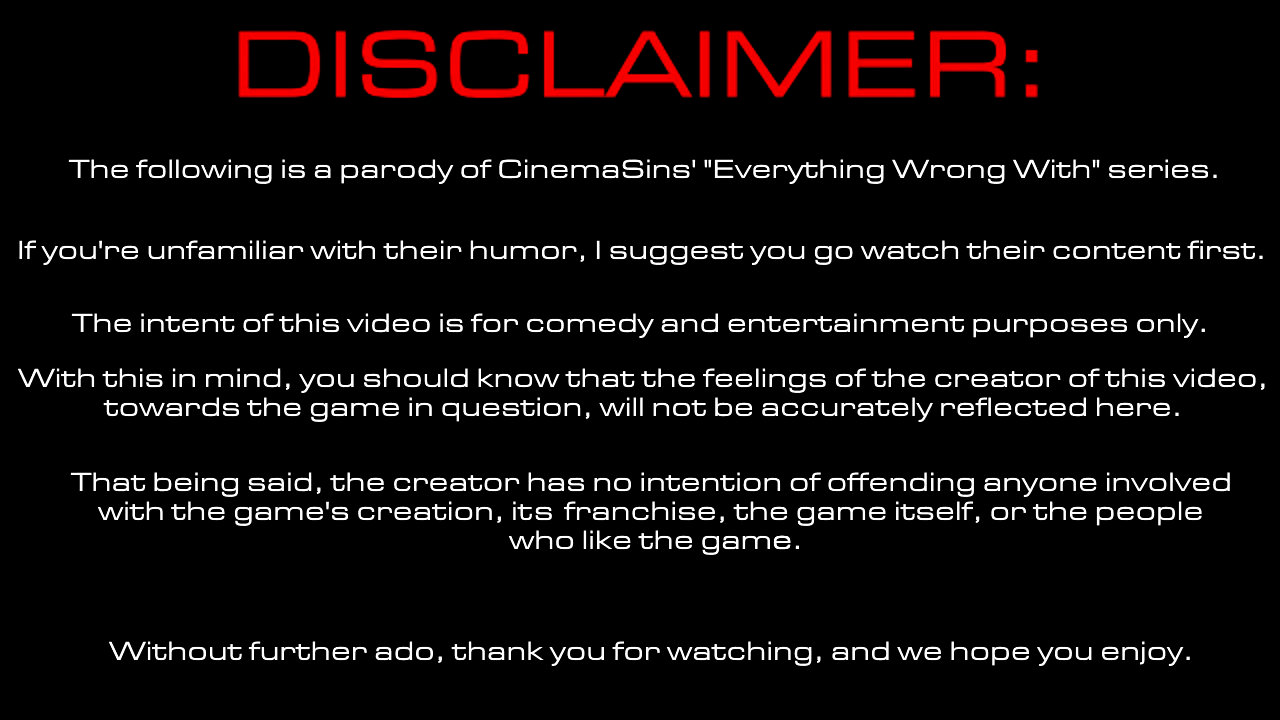 DISCLAIMER:
The following is a parody of CinemaSins' "Everything Wrong With" series.
If you're unfamiliar with their humor, I suggest you go watch their content first.
The intent of this video is for comedy and entertainment purposes only.
With this in mind, you should know that the feelings of the creator of this video,
towards the game in question, will not be accurately reflected here.
That being said, the creator has no intention of offending anyone involved
with the game's creation, its franchise, the game itself, or the people
who like the game.
Without further ado, thank you for watching, and we hope you enjoy.